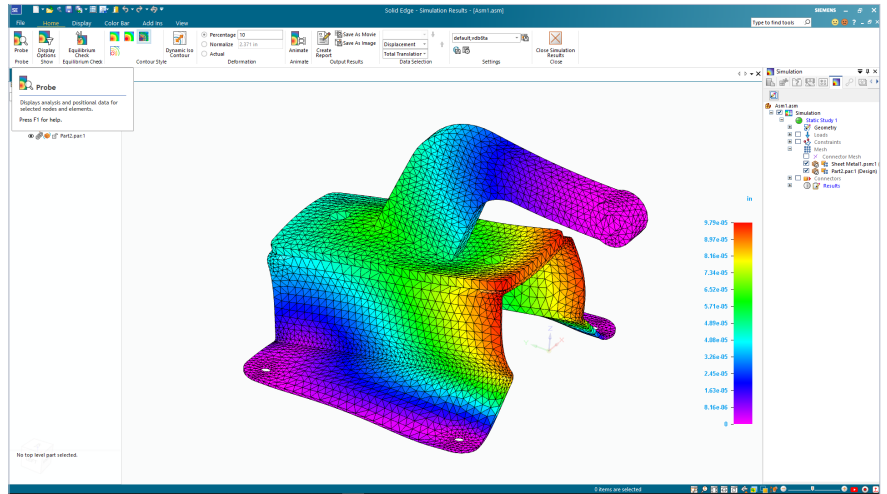 Solid Edge - Simulation Results - [Asm1.asm]
SIEMENS
File Home Display Color Bar Add Ins View
Type to find tools
Probe
Display Options
Equilibrium Check
Dynamic Iso Contour
Percentage 10
Normalize 2.371 in
Actual
Animate
Create Report
Save As Movie
Save As Image
Displacement
Total Translation
default,ndblita
Close Simulation Results
Probe Show Equilibrium Check Contour Style Deformation Animate Output Results Data Selection Settings Close
Probe
Displays analysis and positional data for
selected nodes and elements.
Press F1 for help.
Part2.par:1
Simulation
Asm1.asm
Simulation
Static Study 1
Geometry
Loads
Constraints
Mesh
Connector Mesh
Sheet Metal1.psm:1 (
Part2.par:1 (Design)
Connectors
Results
in
9.79e-05
8.97e-05
8.16e-05
7.34e-05
6.52e-05
5.71e-05
4.89e-05
4.08e-05
3.26e-05
2.45e-05
1.63e-05
8.16e-06
0
Z
No top level part selected.
0 items are selected